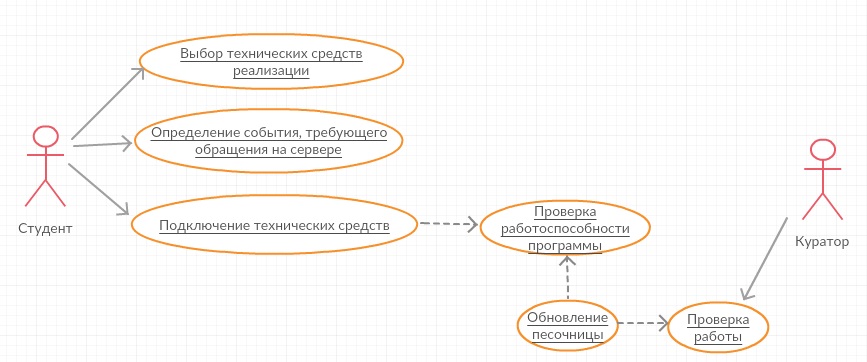 Выбор технических средств
реализации
Определение события, требующего
обращения на сервере
Студент
Подключение технических средств
Проверка
работоспособности
программы
Куратор
Обновление
песочницы
Проверка
работы